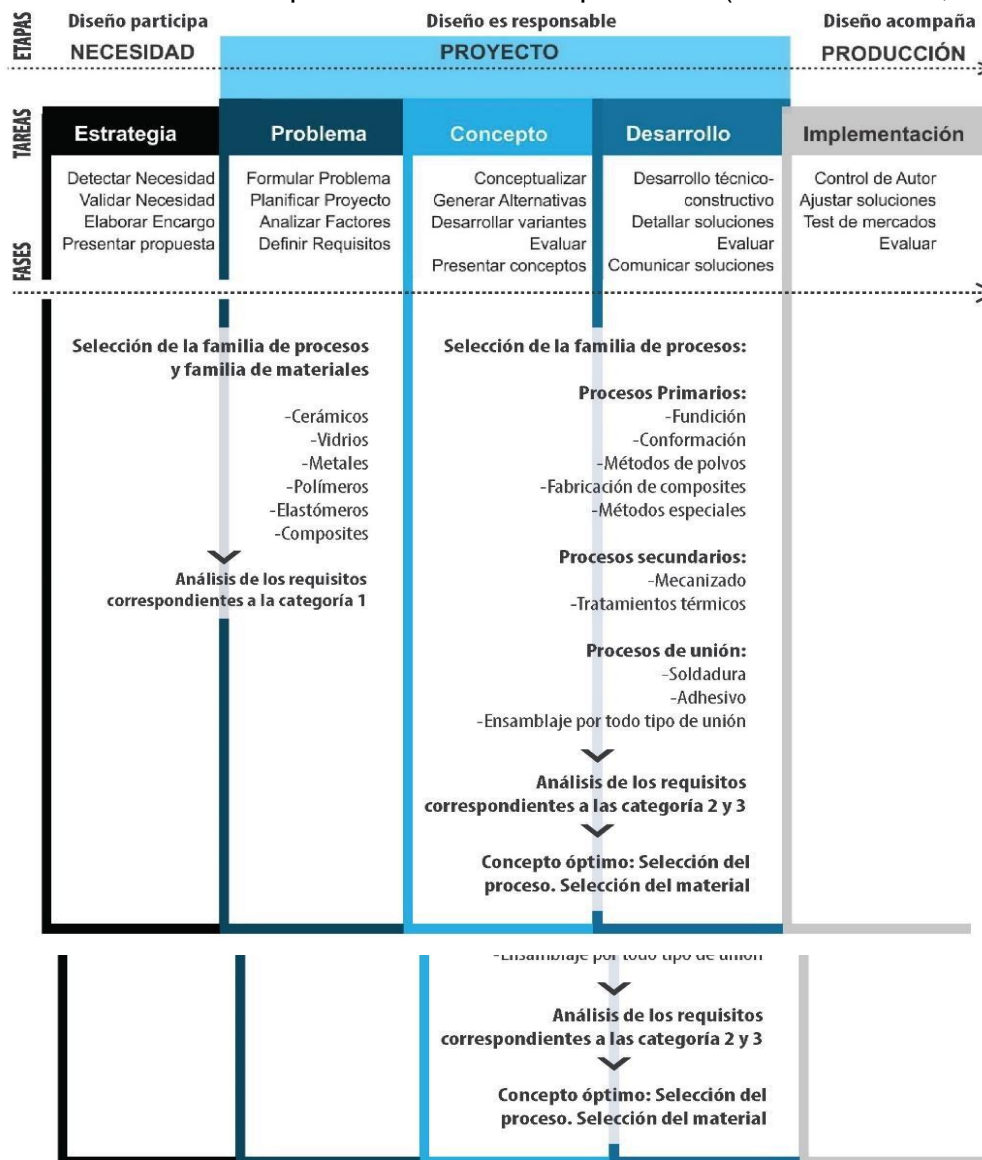 Diseño participa
Diseño es responsable
Diseño acompaña
ETAPAS
NECESIDAD
PROYECTO
PRODUCCIÓN
TAREAS
Estrategia
Problema
Concepto
Desarrollo
Implementación
FASES
Detectar Necesidad
Validar Necesidad
Elaborar Encargo
Presentar propuesta
Formular Problema
Planificar Proyecto
Analizar Factores
Definir Requisitos
Conceptualizar
Generar Alternativas
Desarrollar variantes
Evaluar
Presentar conceptos
Desarrollo técnico-
constructivo
Detallar soluciones
Evaluar
Comunicar soluciones
Control de Autor
Ajustar soluciones
Test de mercados
Evaluar
Selección de la familia de procesos
y familia de materiales
-Cerámicos
-Vidrios
-Metales
-Polímeros
-Elastómeros
-Composites
Análisis de los requisitos
correspondientes a la categoría 1
Selección de la familia de procesos:
Procesos Primarios:
-Fundición
-Conformación
-Métodos de polvos
-Fabricación de composites
-Métodos especiales
Procesos secundarios:
-Mecanizado
-Tratamientos térmicos
Procesos de unión:
-Soldadura
-Adhesivo
-Ensamblaje por todo tipo de unión
Análisis de los requisitos
correspondientes a las categoría 2 y 3
Concepto óptimo: Selección del
proceso. Selección del material
-Ensamblaje por todo tipo de unión
Análisis de los requisitos
correspondientes a las categoría 2 y 3
Concepto óptimo: Selección del
proceso. Selección del material